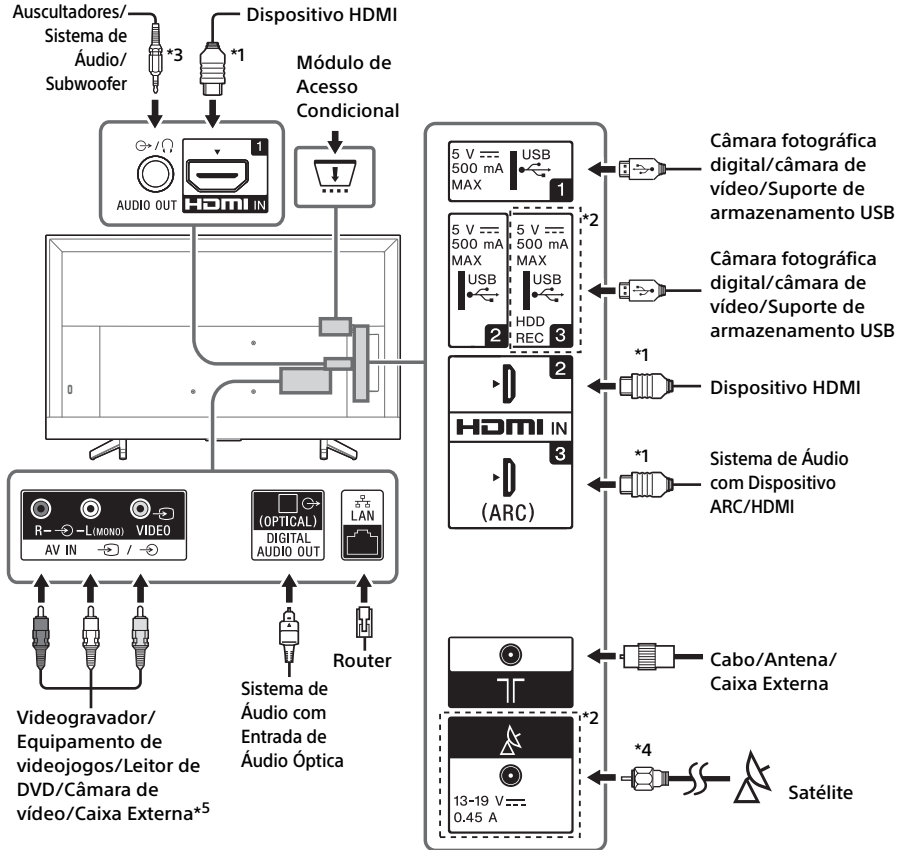 Auscultadores/
Sistema de
Áudio/
Subwoofer
*3
*1
Dispositivo HDMI
Módulo de
Acesso
Condicional
AUDIO OUT
1
HDMI IN
5 V
500 mA
MAX
USB
1
Câmara fotográfica
digital/câmara de
vídeo/Suporte de
armazenamento USB
*2
5 V
500 mA
MAX
USB
2
5 V
500 mA
MAX
USB
HDD
REC 3
Câmara fotográfica
digital/câmara de
vídeo/Suporte de
armazenamento USB
2
*1
Dispositivo HDMI
HDMI IN
3
(ARC)
*1
Sistema de Áudio
com Dispositivo
ARC/HDMI
R -L(MONO) VIDEO
AV IN /
(OPTICAL)
DIGITAL
AUDIO OUT
LAN
Videogravador/
Equipamento de
videojogos/Leitor de
DVD/Câmara de
vídeo/Caixa Externa*5
Sistema de
Áudio com
Entrada de
Áudio Óptica
Router
Cabo/Antena/
Caixa Externa
*2
13-19 V
0.45 A
*4
Satélite